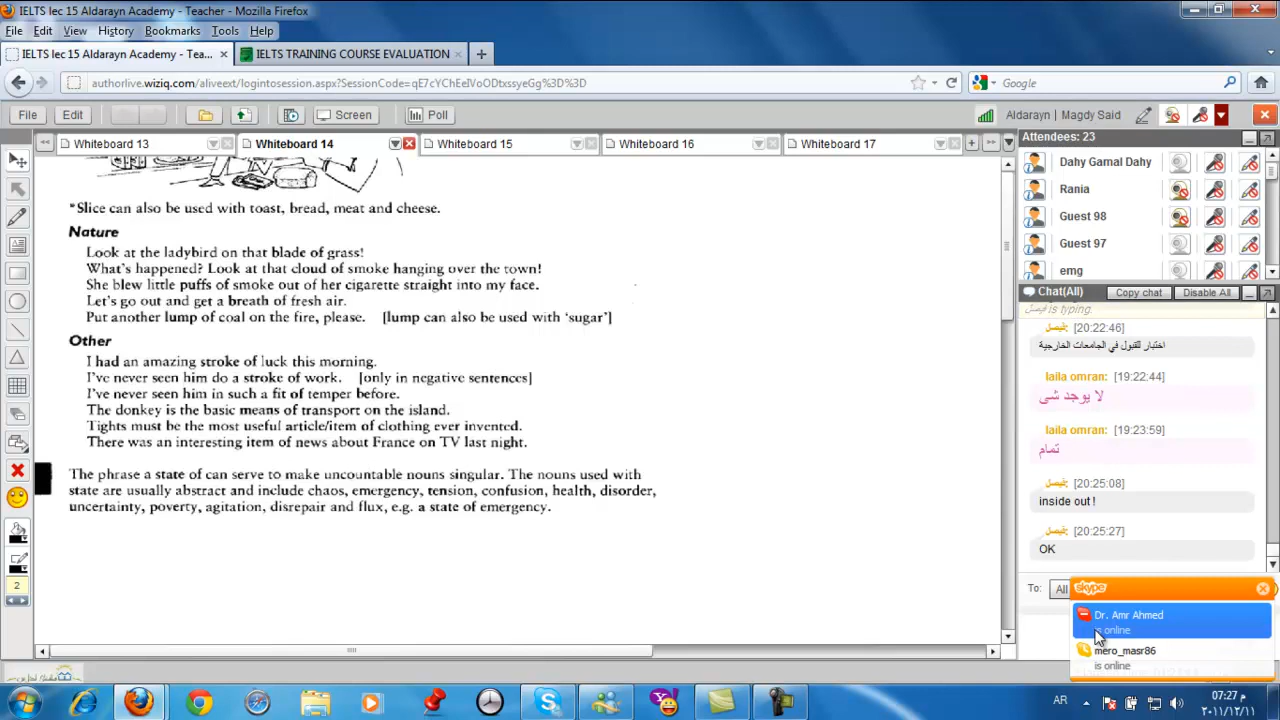 IELTS lec 15 Aldarayn Academy - Teacher - Mozilla Firefox
File Edit View History Bookmarks Tools Help
IELTS lec 15 Aldarayn Academy - Tea...
IELTS TRAINING COURSE EVALUATION
authorlive.wiziq.com/aliveext/logintosession.aspx?SessionCode=qE7cYChEeIVoODtxssyeGg%3D%3D
Google
File Edit Screen Poll
Aldarayn | Magdy Said
Whiteboard 13 Whiteboard 14 Whiteboard 15 Whiteboard 16 Whiteboard 17
*Slice can also be used with toast, bread, meat and cheese.
Nature
Look at the ladybird on that blade of grass!
What's happened? Look at that cloud of smoke hanging over the town!
She blew little puffs of smoke out of her cigarette straight into my face.
Let's go out and get a breath of fresh air.
Put another lump of coal on the fire, please. [lump can also be used with 'sugar']
Other
I had an amazing stroke of luck this morning.
I've never seen him do a stroke of work. [only in negative sentences]
I've never seen him in such a fit of temper before.
The donkey is the basic means of transport on the island.
Tights must be the most useful article/item of clothing ever invented.
There was an interesting item of news about France on TV last night.
The phrase a state of can serve to make uncountable nouns singular. The nouns used with
state are usually abstract and include chaos, emergency, tension, confusion, health, disorder,
uncertainty, poverty, agitation, disrepair and flux, e.g. a state of emergency.
2
Attendees: 23
Dahy Gamal Dahy
Rania
Guest 98
Guest 97
emg
Chat(All)
Copy chat
Disable All
فيصل is typing:
فيصل: [20:22:46]
اختبار للقبول في الجامعات الخارجية
laila omran: [19:22:44]
لا يوجد شى
laila omran: [19:23:59]
تمام
فيصل: [20:25:08]
inside out !
فيصل: [20:25:27]
OK
To: All
skype
Dr. Amr Ahmed
is online
mero_masr86
is online
AR
07:27 م
٢٠١١/١٢/١١